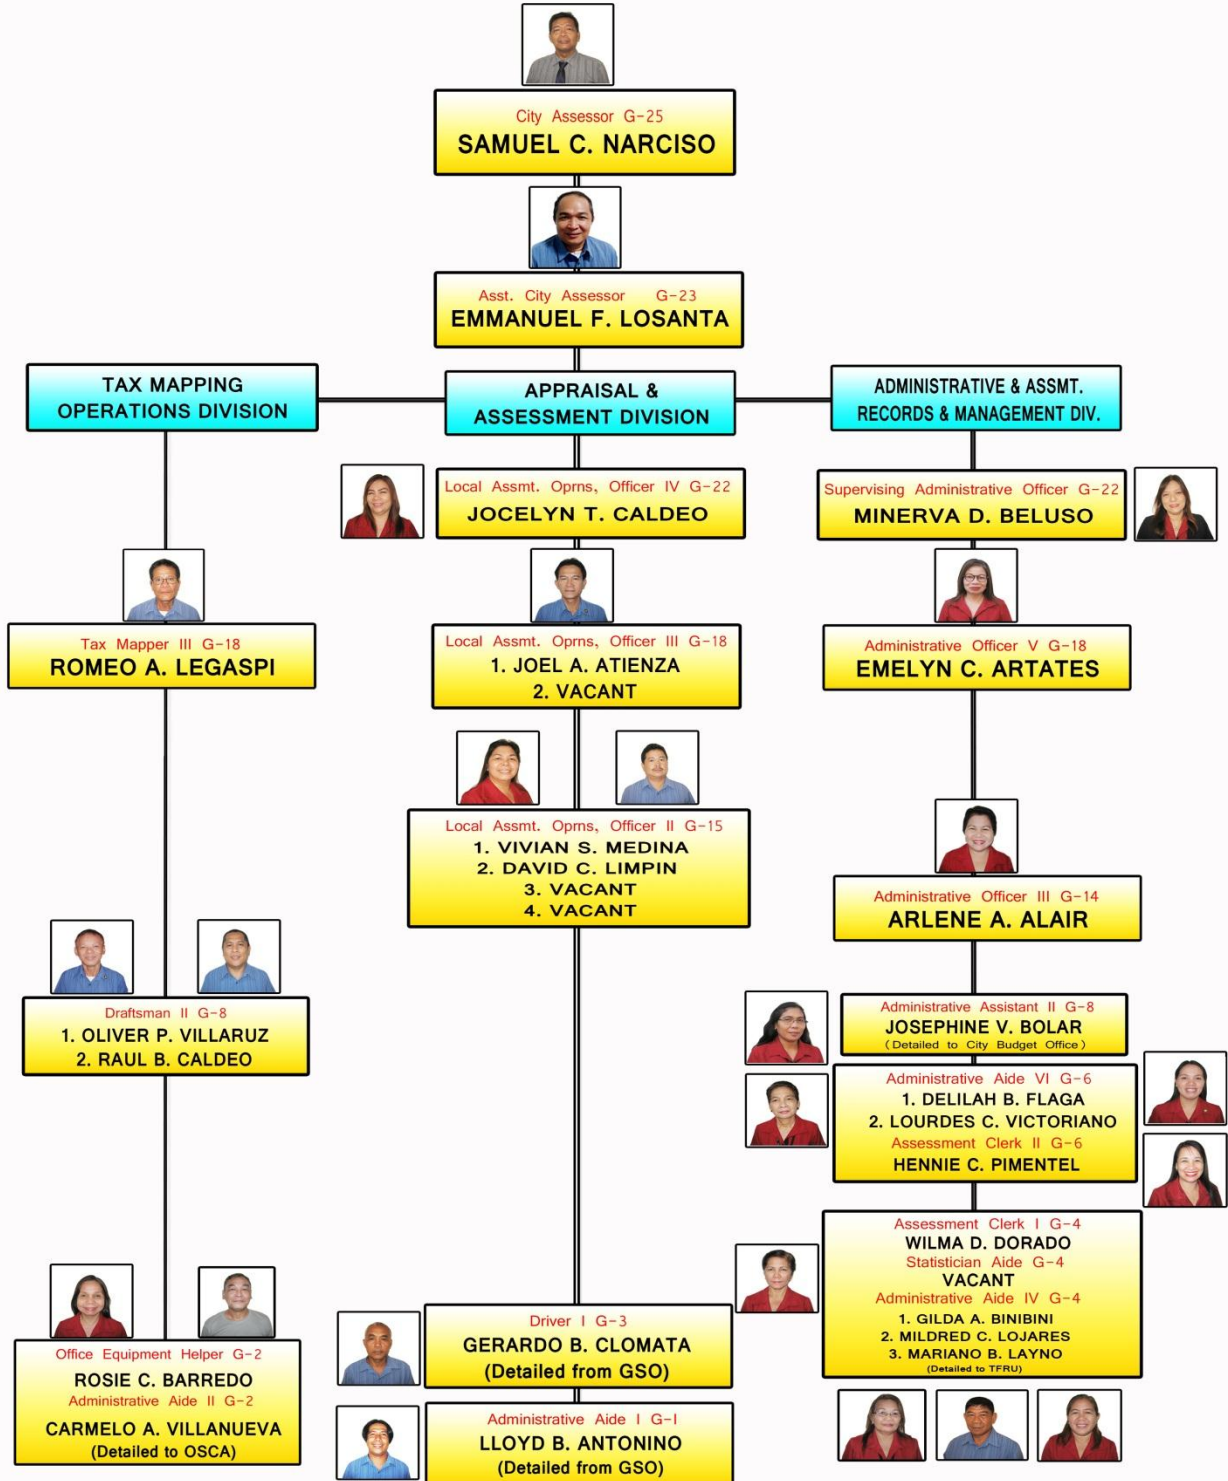 City Assessor G-25
SAMUEL C. NARCISO
Asst. City Assessor G-23
EMMANUEL F. LOSANTA
TAX MAPPING
OPERATIONS DIVISION
APPRAISAL &
ASSESSMENT DIVISION
ADMINISTRATIVE & ASSMT.
RECORDS & MANAGEMENT DIV.
Local Assmt. Oprns, Officer IV G-22
JOCELYN T. CALDEO
Supervising Administrative Officer G-22
MINERVA D. BELUSO
Tax Mapper III G-18
ROMEO A. LEGASPI
Local Assmt. Oprns, Officer III G-18
1. JOEL A. ATIENZA
2. VACANT
Administrative Officer V G-18
EMELYN C. ARTATES
Local Assmt. Oprns, Officer II G-15
1. VIVIAN S. MEDINA
2. DAVID C. LIMPIN
3. VACANT
4. VACANT
Administrative Officer III G-14
ARLENE A. ALAIR
Draftsman II G-8
1. OLIVER P. VILLARUZ
2. RAUL B. CALDEO
Administrative Assistant II G-8
JOSEPHINE V. BOLAR
(Detailed to City Budget Office)
Administrative Aide VI G-6
1. DELILAH B. FLAGA
2. LOURDES C. VICTORIANO
Assessment Clerk II G-6
HENNIE C. PIMENTEL
Assessment Clerk I G-4
WILMA D. DORADO
Statistician Aide G-4
VACANT
Administrative Aide IV G-4
1. GILDA A. BINIBINI
2. MILDRED C. LOJARES
3. MARIANO B. LAYNO
(Detailed to TFRU)
Office Equipment Helper G-2
ROSIE C. BARREDO
Administrative Aide II G-2
CARMELO A. VILLANUEVA
(Detailed to OSCA)
Driver I G-3
GERARDO B. CLOMATA
(Detailed from GSO)
Administrative Aide I G-I
LLOYD B. ANTONINO
(Detailed from GSO)